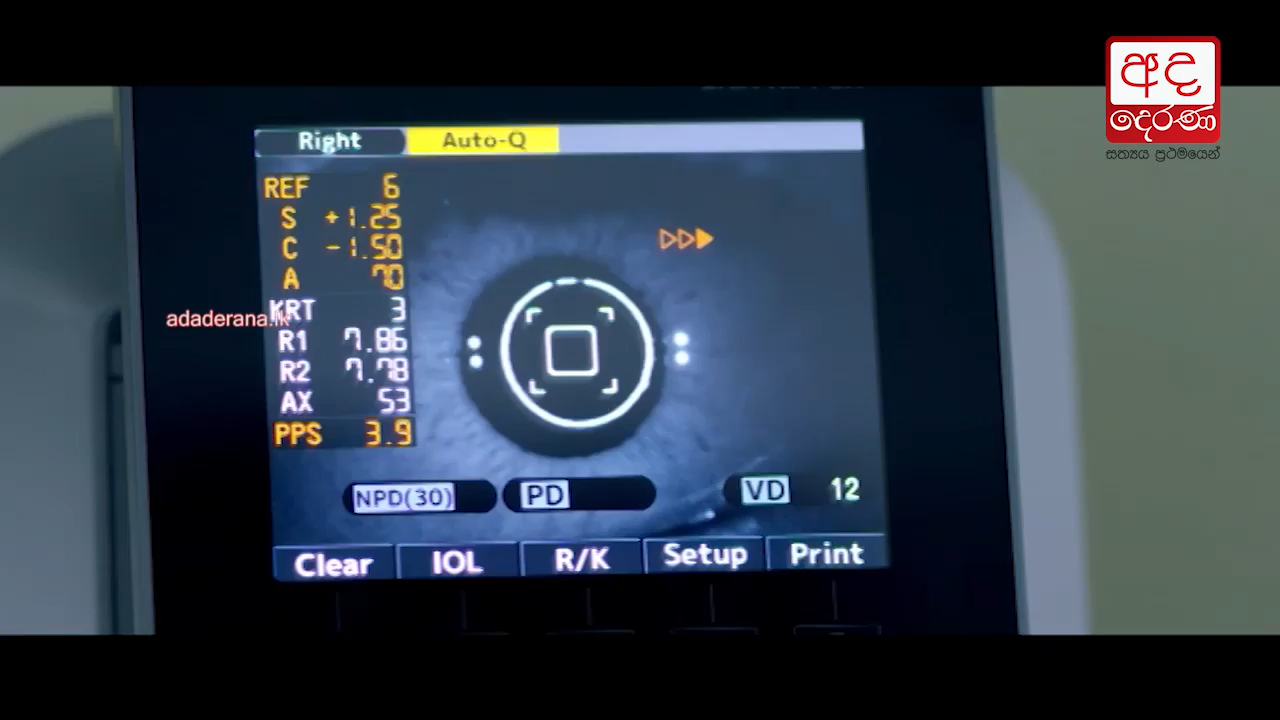 අද
දෙරණ
සත්‍යය ප්‍රථමයෙන්
Right Auto-Q
REF 6
S +1.25
C -1.50
A 70
adaderana.lk
KRT 3
R1 7.86
R2 7.78
AX 53
PPS 3.9
NPD(30) PD VD 12
Clear IOL R/K Setup Print